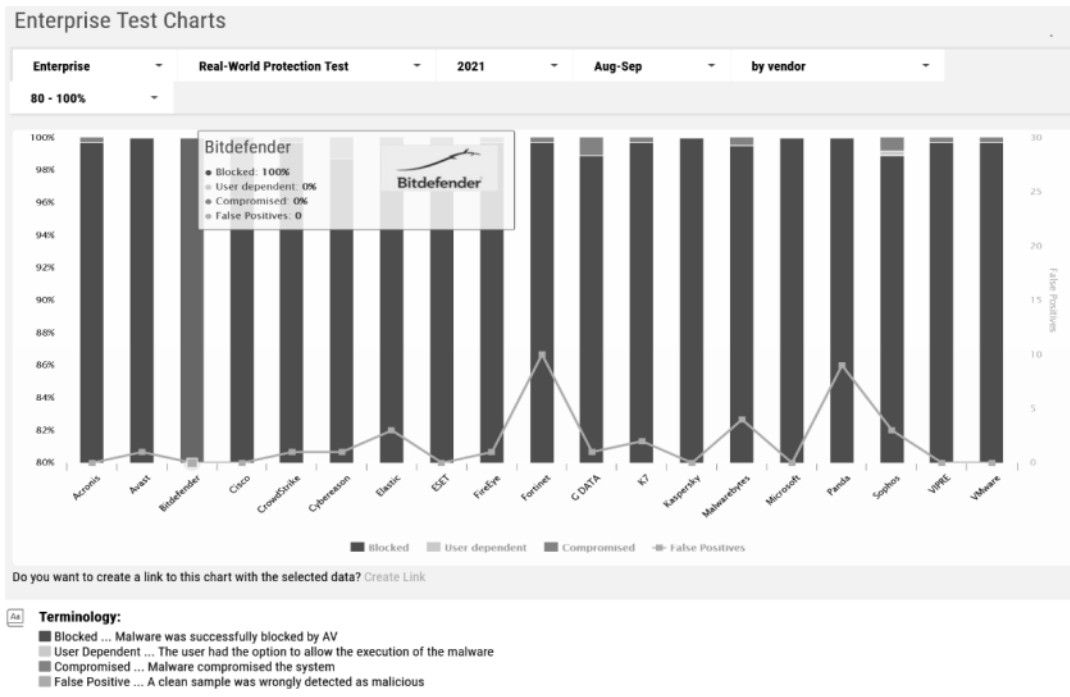 Enterprise Test Charts
Enterprise Real-World Protection Test 2021 Aug-Sep by vendor
80 - 100%
100%
98%
96%
94%
92%
90%
88%
86%
84%
82%
80%
Bitdefender
Blocked: 100%
User dependent: 0%
Compromised: 0%
False Positives: 0
Bitdefender
30
25
20
15
10
5
0
False Positives
Acronis
Avast
Bitdefender
Cisco
CrowdStrike
Cybereason
Elastic
ESET
FireEye
Fortinet
G DATA
K7
Kaspersky
Malwarebytes
Microsoft
Panda
Sophos
VIPRE
VMware
Blocked User dependent Compromised False Positives
Do you want to create a link to this chart with the selected data? Create Link
Aa Terminology:
Blocked ... Malware was successfully blocked by AV
User Dependent ... The user had the option to allow the execution of the malware
Compromised ... Malware compromised the system
False Positive ... A clean sample was wrongly detected as malicious